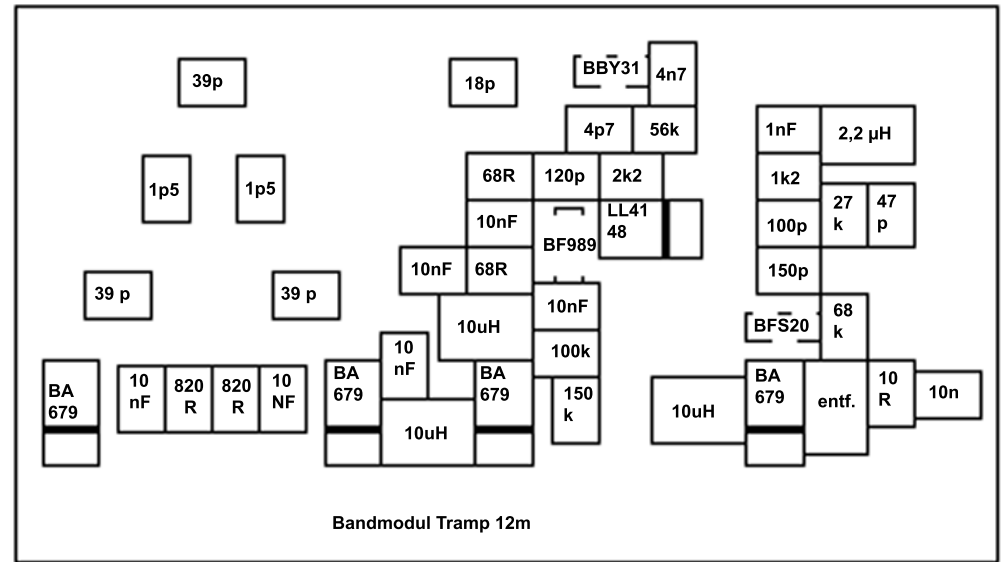 BBY31
4n7
39p
18p
4p7
56k
1nF
2,2 µH
1p5
1p5
68R
120p
2k2
1k2
10nF
BF989
LL41
48
100p
27
k
47
p
10nF
68R
150p
39 p
39 p
10uH
10nF
BFS20
68
k
10
nF
100k
BA
679
10
nF
820
R
820
R
10
NF
BA
679
BA
679
150
k
10uH
10uH
BA
679
entf.
10
R
10n
Bandmodul Tramp 12m